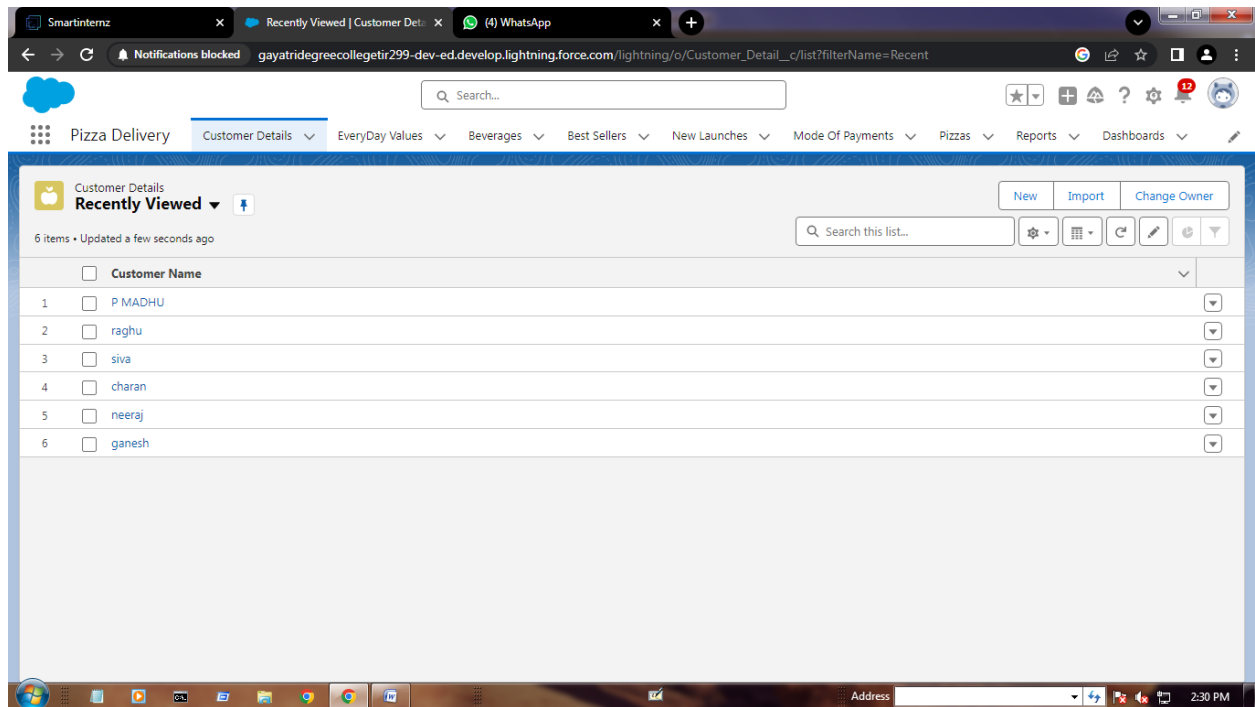 Smartinternz
Recently Viewed | Customer Deta
(4) WhatsApp
Notifications blocked gayatridegreecollegetir299-dev-ed.develop.lightning.force.com/lightning/o/Customer_Detail__c/list?filterName=Recent
Search...
12
Pizza Delivery Customer Details EveryDay Values Beverages Best Sellers New Launches Mode Of Payments Pizzas Reports Dashboards
Customer Details
Recently Viewed
New Import Change Owner
6 items • Updated a few seconds ago
Search this list...
Customer Name
1 P MADHU
2 raghu
3 siva
4 charan
5 neeraj
6 ganesh
Address 2:30 PM